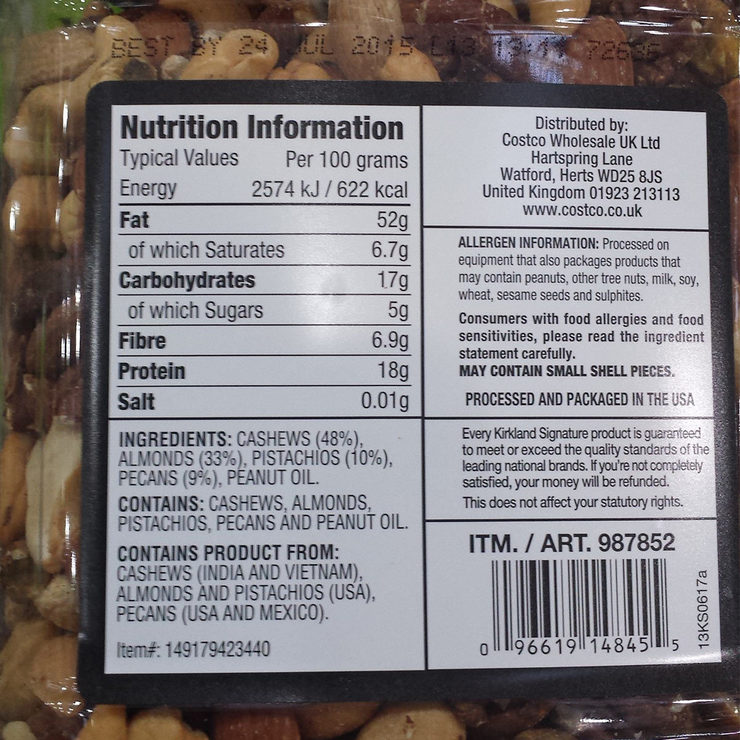 BEST BY 24 JUL 2015 L13
Nutrition Information
Typical Values Per 100 grams
Energy 2574 kJ / 622 kcal
Fat 52g
of which Saturates 6.7g
Carbohydrates 17g
of which Sugars 5g
Fibre 6.9g
Protein 18g
Salt 0.01g
INGREDIENTS: CASHEWS (48%),
ALMONDS (33%), PISTACHIOS (10%),
PECANS (9%), PEANUT OIL.
CONTAINS: CASHEWS, ALMONDS,
PISTACHIOS, PECANS AND PEANUT OIL.
CONTAINS PRODUCT FROM:
CASHEWS (INDIA AND VIETNAM),
ALMONDS AND PISTACHIOS (USA),
PECANS (USA AND MEXICO).
Item#: 149179423440
Distributed by:
Costco Wholesale UK Ltd
Hartspring Lane
Watford, Herts WD25 8JS
United Kingdom 01923 213113
www.costco.co.uk
ALLERGEN INFORMATION: Processed on
equipment that also packages products that
may contain peanuts, other tree nuts, milk, soy,
wheat, sesame seeds and sulphites.
Consumers with food allergies and food
sensitivities, please read the ingredient
statement carefully.
MAY CONTAIN SMALL SHELL PIECES.
PROCESSED AND PACKAGED IN THE USA
Every Kirkland Signature product is guaranteed
to meet or exceed the quality standards of the
leading national brands. If you're not completely
satisfied, your money will be refunded.
This does not affect your statutory rights.
ITM. / ART. 987852
0 96619 14845 5
13KS0617a